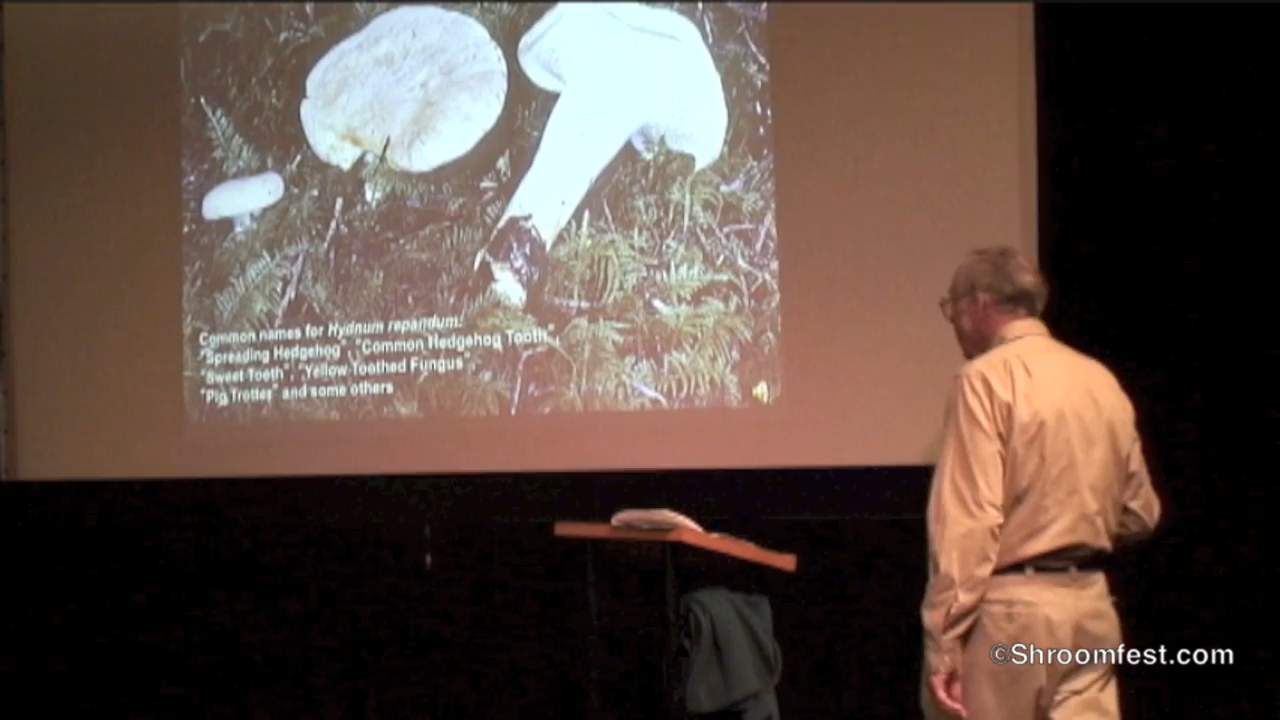 Common names for Hydnum repandum:
"Spreading Hedgehog", "Common Hedgehog Tooth",
"Sweet Tooth", "Yellow Toothed Fungus",
"Pig Trotter" and some others
©Shroomfest.com